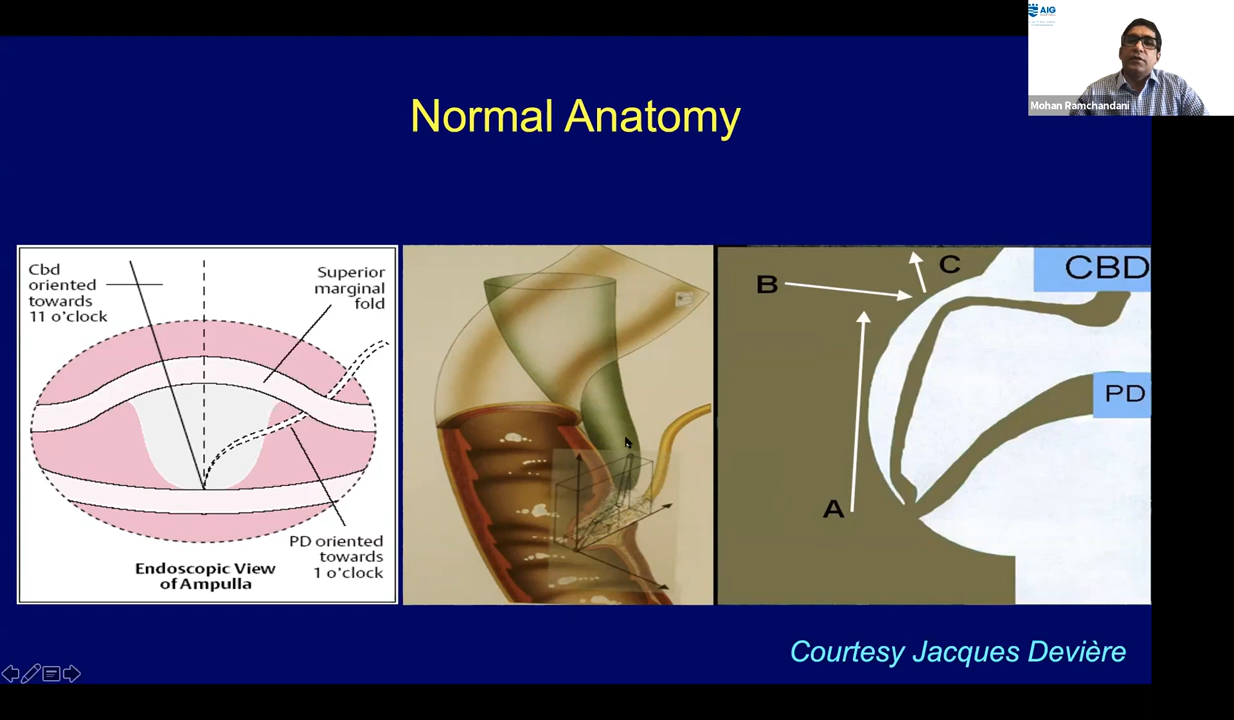 AIG
Mohan Ramchandani
Normal Anatomy
Cbd
oriented
towards
11 o'clock
Superior
marginal
fold
PD oriented
towards
1 o'clock
Endoscopic View
of Ampulla
B
C
CBD
PD
A
Courtesy Jacques Devière